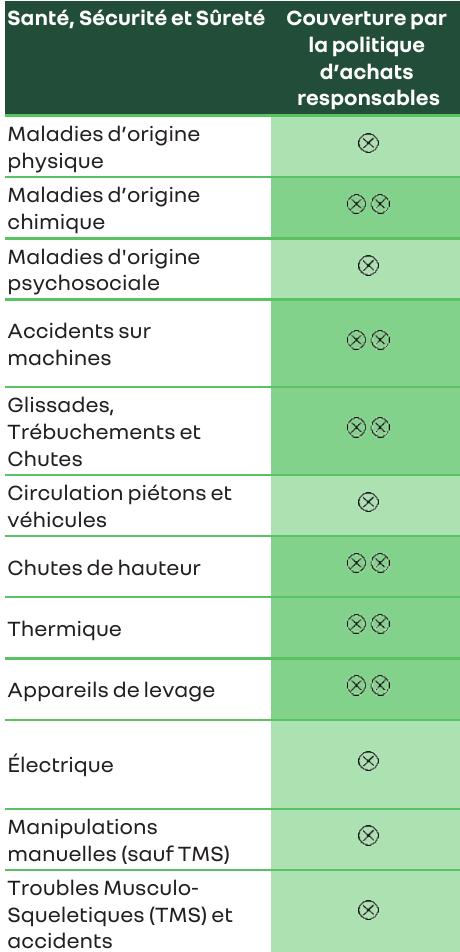 Santé, Sécurité et Sûreté
Couverture par
la politique
d’achats
responsables
Maladies d’origine
physique
ⓧ
Maladies d’origine
chimique
ⓧ ⓧ
Maladies d'origine
psychosociale
ⓧ
Accidents sur
machines
ⓧ ⓧ
Glissades,
Trébuchements et
Chutes
ⓧ ⓧ
Circulation piétons et
véhicules
ⓧ
Chutes de hauteur
ⓧ ⓧ
Thermique
ⓧ ⓧ
Appareils de levage
ⓧ ⓧ
Électrique
ⓧ
Manipulations
manuelles (sauf TMS)
ⓧ
Troubles Musculo-
Squeletiques (TMS) et
accidents
ⓧ